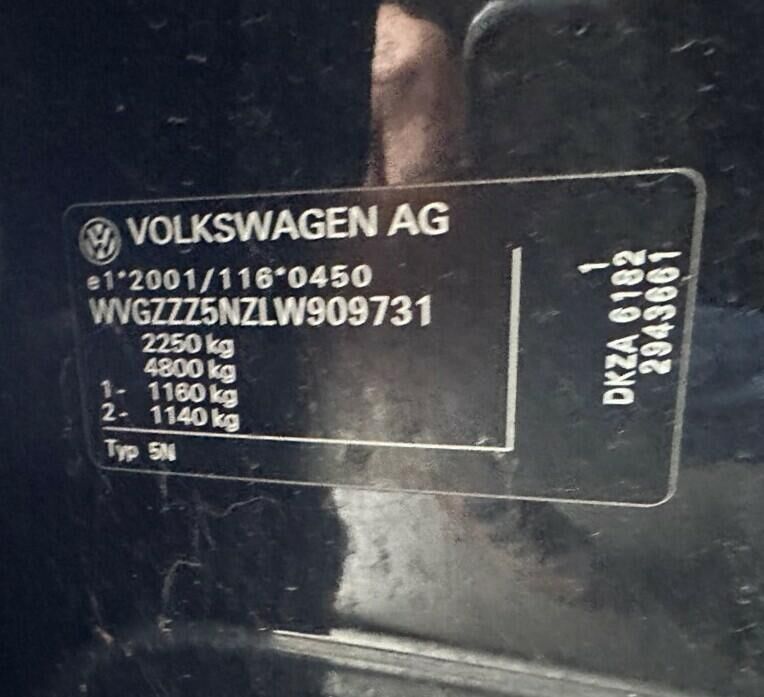 VOLKSWAGEN AG
e1*2001/116*0450
WVGZZZ5NZLW909731
2250 kg
4800 kg
1- 1160 kg
2- 1140 kg
Typ 5N
1
DKZA 6182
2943661